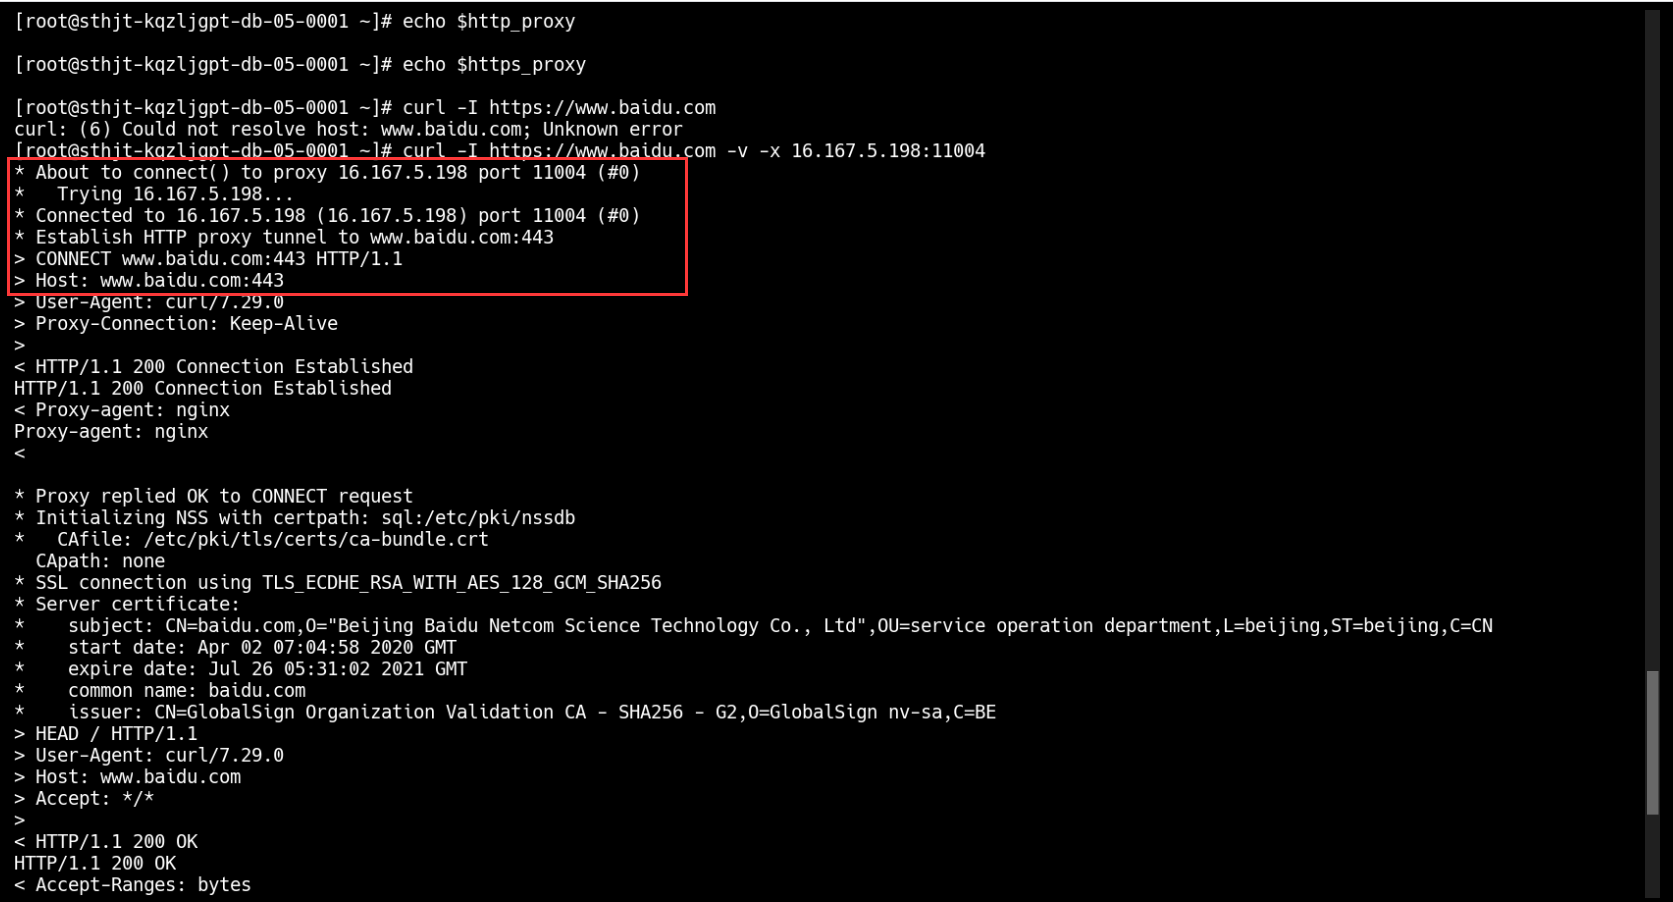 [root@sthjt-kqzljgpt-db-05-0001 ~]# echo $http_proxy
[root@sthjt-kqzljgpt-db-05-0001 ~]# echo $https_proxy
[root@sthjt-kqzljgpt-db-05-0001 ~]# curl -I https://www.baidu.com
curl: (6) Could not resolve host: www.baidu.com; Unknown error
[root@sthjt-kqzljgpt-db-05-0001 ~]# curl -I https://www.baidu.com -v -x 16.167.5.198:11004
* About to connect() to proxy 16.167.5.198 port 11004 (#0)
*   Trying 16.167.5.198...
* Connected to 16.167.5.198 (16.167.5.198) port 11004 (#0)
* Establish HTTP proxy tunnel to www.baidu.com:443
> CONNECT www.baidu.com:443 HTTP/1.1
> Host: www.baidu.com:443
> User-Agent: curl/7.29.0
> Proxy-Connection: Keep-Alive
>
< HTTP/1.1 200 Connection Established
HTTP/1.1 200 Connection Established
< Proxy-agent: nginx
Proxy-agent: nginx
<
* Proxy replied OK to CONNECT request
* Initializing NSS with certpath: sql:/etc/pki/nssdb
*   CAfile: /etc/pki/tls/certs/ca-bundle.crt
  CApath: none
* SSL connection using TLS_ECDHE_RSA_WITH_AES_128_GCM_SHA256
* Server certificate:
*    subject: CN=baidu.com,O="Beijing Baidu Netcom Science Technology Co., Ltd",OU=service operation department,L=beijing,ST=beijing,C=CN
*    start date: Apr 02 07:04:58 2020 GMT
*    expire date: Jul 26 05:31:02 2021 GMT
*    common name: baidu.com
*    issuer: CN=GlobalSign Organization Validation CA - SHA256 - G2,O=GlobalSign nv-sa,C=BE
> HEAD / HTTP/1.1
> User-Agent: curl/7.29.0
> Host: www.baidu.com
> Accept: */*
>
< HTTP/1.1 200 OK
HTTP/1.1 200 OK
< Accept-Ranges: bytes